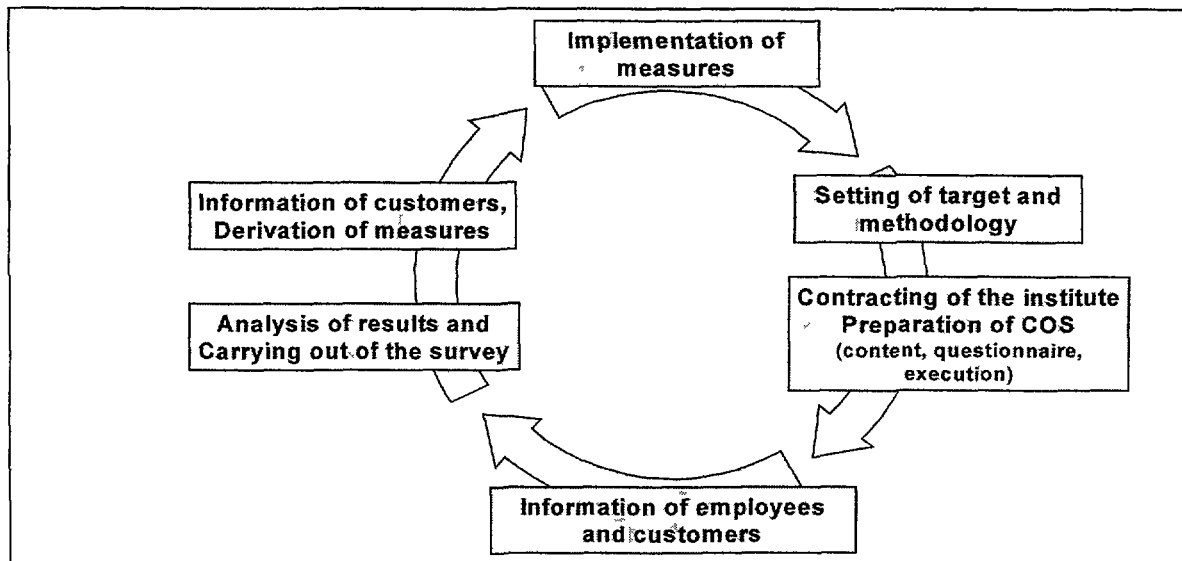 Implementation of
measures
Setting of target and
methodology
Contracting of the institute
Preparation of COS
(content, questionnaire,
execution)
Information of employees
and customers
Analysis of results and
Carrying out of the survey
Information of customers,
Derivation of measures